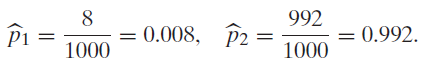 p̂₁ = 8/1000 = 0.008, p̂₂ = 992/1000 = 0.992.